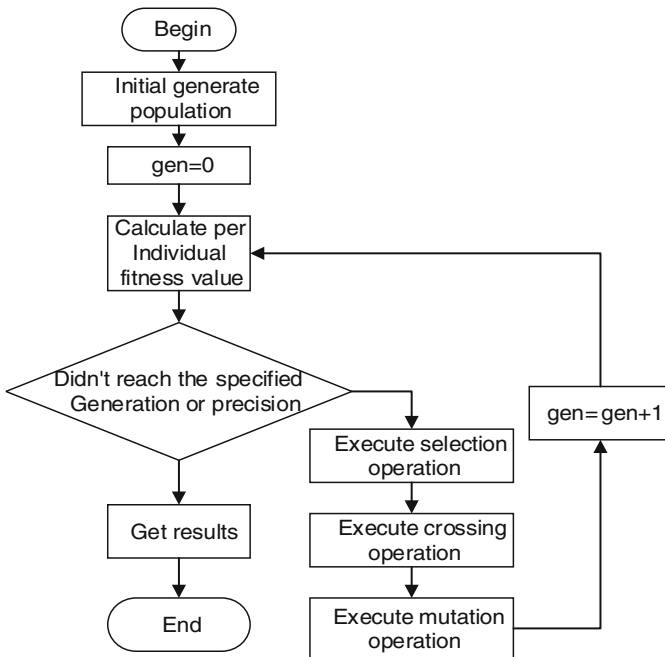 Begin
Initial generate
population
gen=0
Calculate per
Individual
fitness value
Didn't reach the specified
Generation or precision
gen=gen+1
Execute selection
operation
Get results
Execute crossing
operation
End
Execute mutation
operation